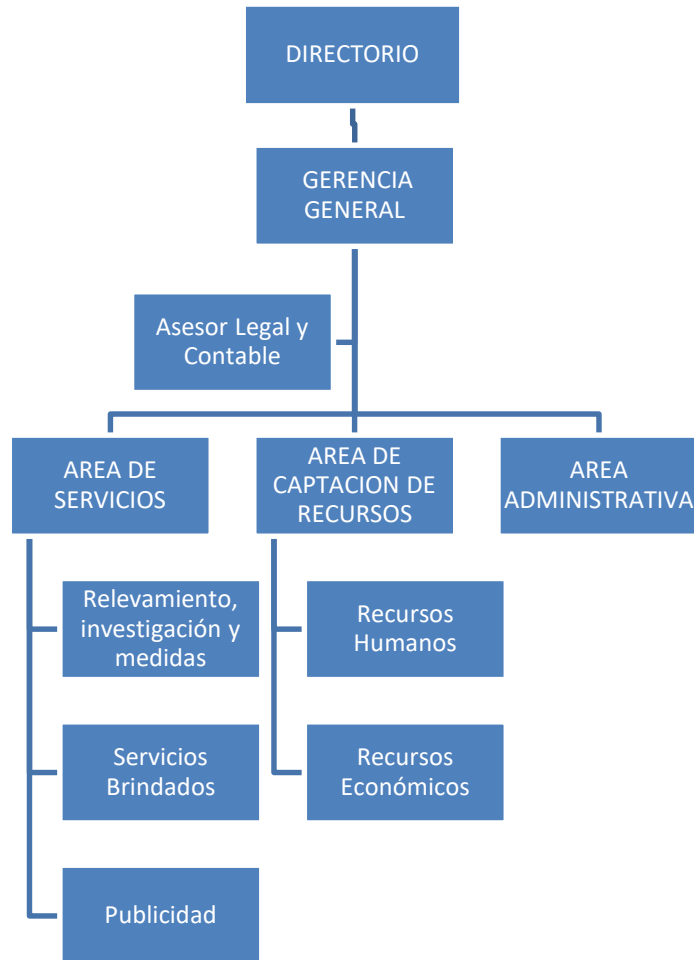 DIRECTORIO
GERENCIA
GENERAL
Asesor Legal y
Contable
AREA DE
SERVICIOS
AREA DE
CAPTACION DE
RECURSOS
AREA
ADMINISTRATIVA
Relevamiento,
investigación y
medidas
Recursos
Humanos
Servicios
Brindados
Recursos
Económicos
Publicidad